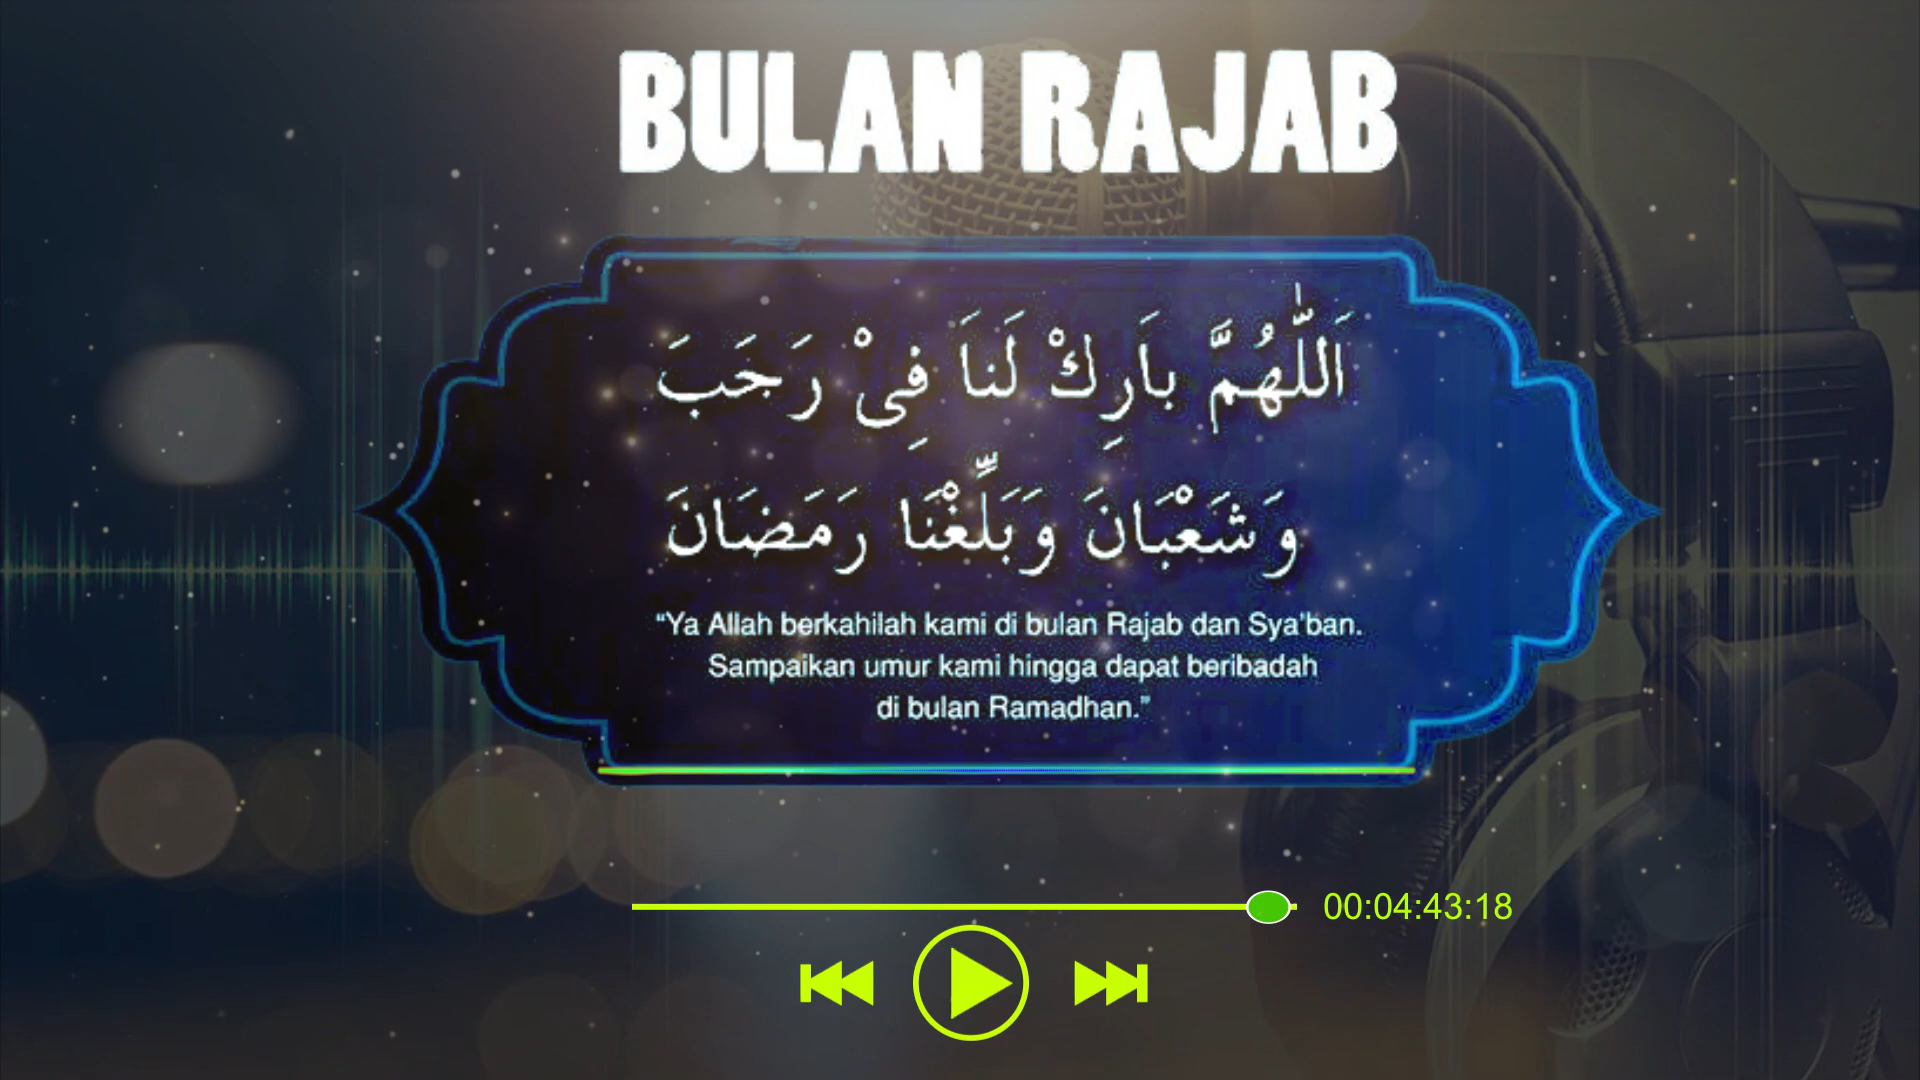 BULAN RAJAB
اَللّٰهُمَّ بَارِكْ لَنَا فِىْ رَجَبَ
وَشَعْبَانَ وَبَلِّغْنَا رَمَضَانَ
“Ya Allah berkahilah kami di bulan Rajab dan Sya'ban.
Sampaikan umur kami hingga dapat beribadah
di bulan Ramadhan.”
00:04:43:18